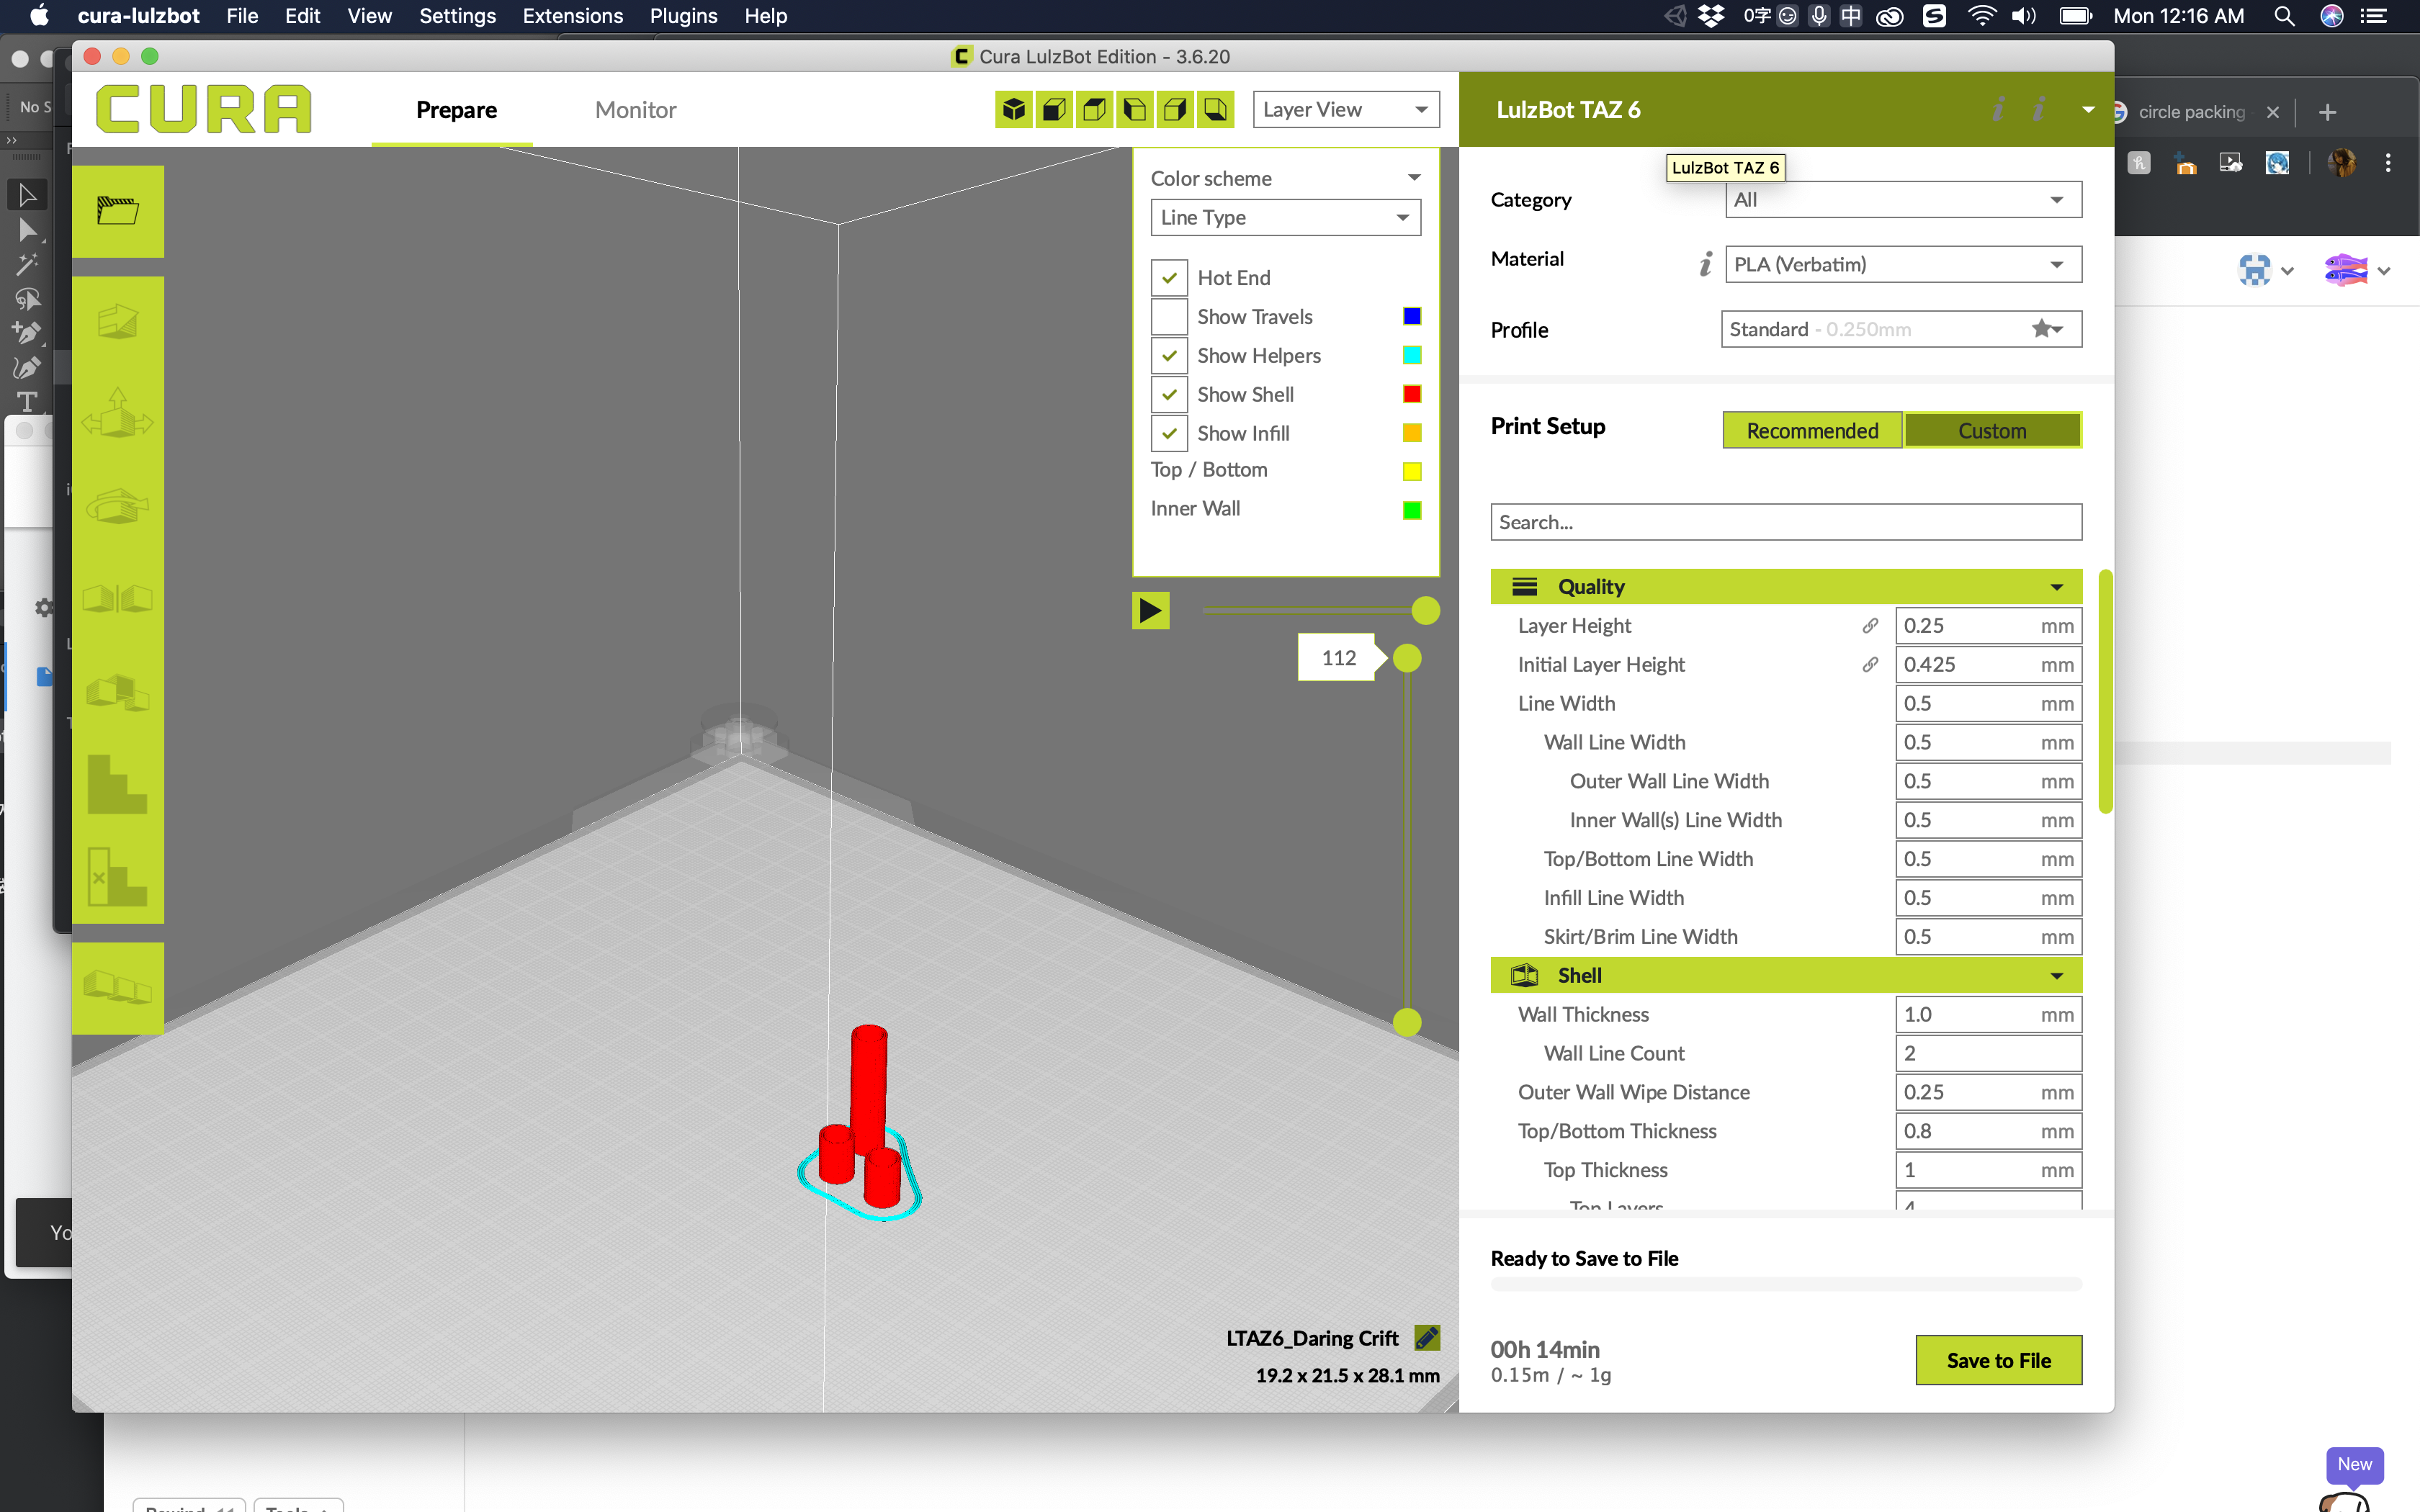 cura-lulzbot File Edit View Settings Extensions Plugins Help
0字 中 Mon 12:16 AM
Cura LulzBot Edition - 3.6.20
No S
CURA Prepare Monitor Layer View
LulzBot TAZ 6
circle packing
LulzBot TAZ 6
Color scheme
Line Type
Hot End
Show Travels
Show Helpers
Show Shell
Show Infill
Top / Bottom
Inner Wall
112
Category All
Material PLA (Verbatim)
Profile Standard - 0.250mm
Print Setup Recommended Custom
Search...
Quality
Layer Height 0.25 mm
Initial Layer Height 0.425 mm
Line Width 0.5 mm
Wall Line Width 0.5 mm
Outer Wall Line Width 0.5 mm
Inner Wall(s) Line Width 0.5 mm
Top/Bottom Line Width 0.5 mm
Infill Line Width 0.5 mm
Skirt/Brim Line Width 0.5 mm
Shell
Wall Thickness 1.0 mm
Wall Line Count 2
Outer Wall Wipe Distance 0.25 mm
Top/Bottom Thickness 0.8 mm
Top Thickness 1 mm
Top Layers 4
Yo
Ready to Save to File
LTAZ6_Daring Crift
19.2 x 21.5 x 28.1 mm
00h 14min
0.15m / ~ 1g
Save to File
New